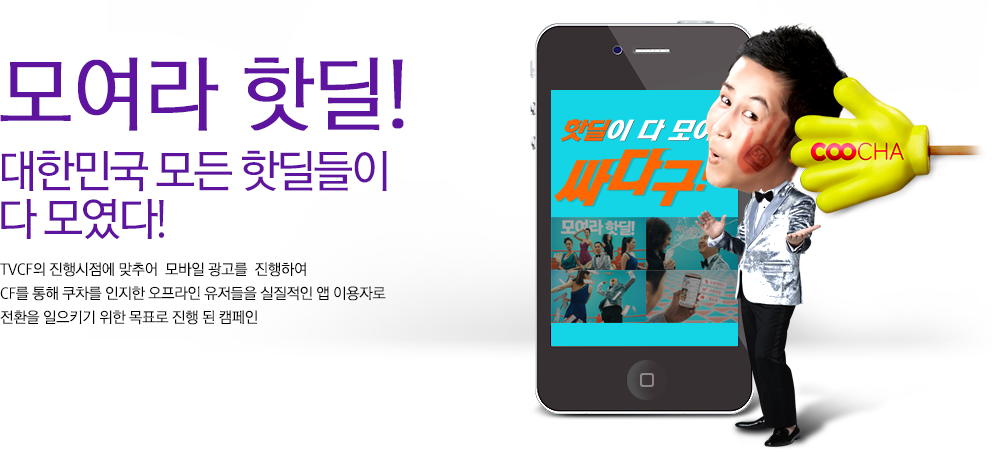 모여라 핫딜!
대한민국 모든 핫딜들이
다 모였다!
TVCF의 진행시점에 맞추어 모바일 광고를 진행하여
CF를 통해 쿠차를 인지한 오프라인 유저들을 실질적인 앱 이용자로
전환을 일으키기 위한 목표로 진행 된 캠페인
핫딜이 다 모여
싸다구!
모여라 핫딜!
COOCHA